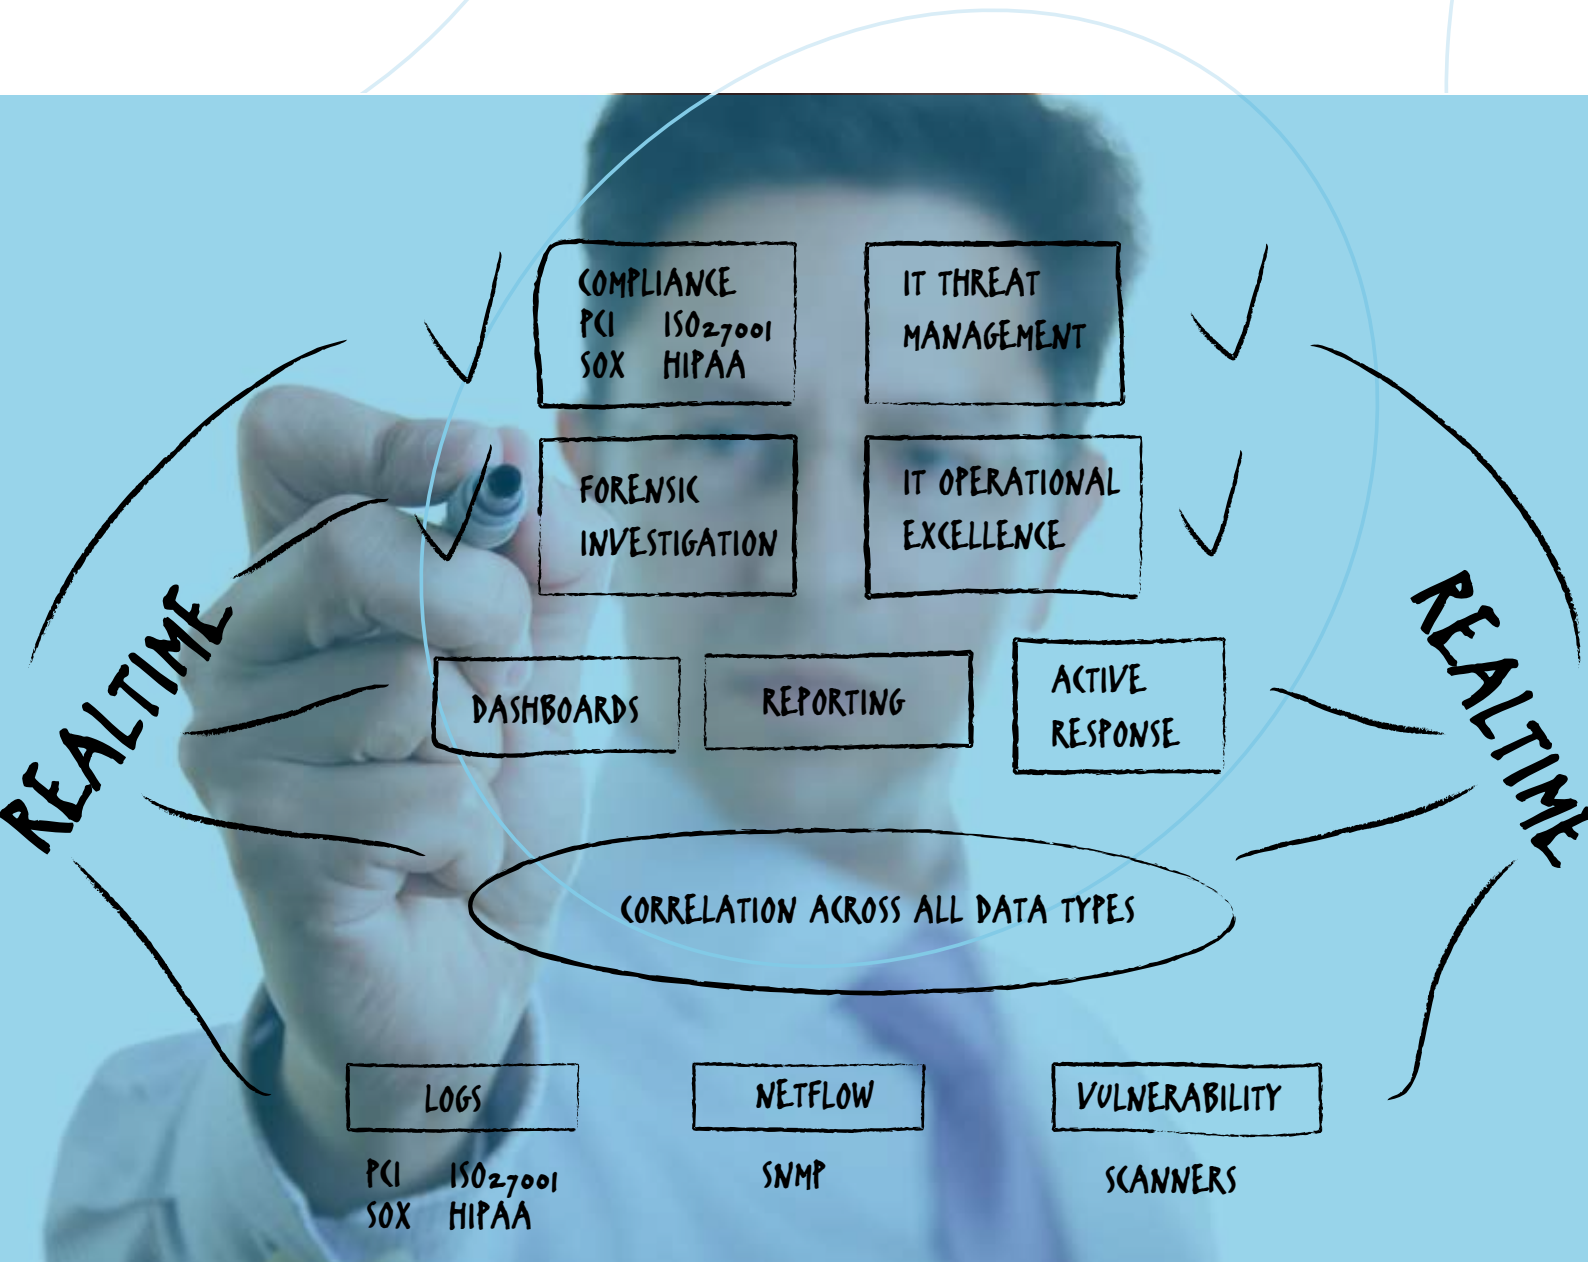 COMPLIANCE
PCI ISO27001
SOX HIPAA
IT THREAT
MANAGEMENT
FORENSIC
INVESTIGATION
IT OPERATIONAL
EXCELLENCE
REALTIME
REALTIME
DASHBOARDS
REPORTING
ACTIVE
RESPONSE
CORRELATION ACROSS ALL DATA TYPES
LOGS
NETFLOW
VULNERABILITY
PCI ISO27001
SOX HIPAA
SNMP
SCANNERS